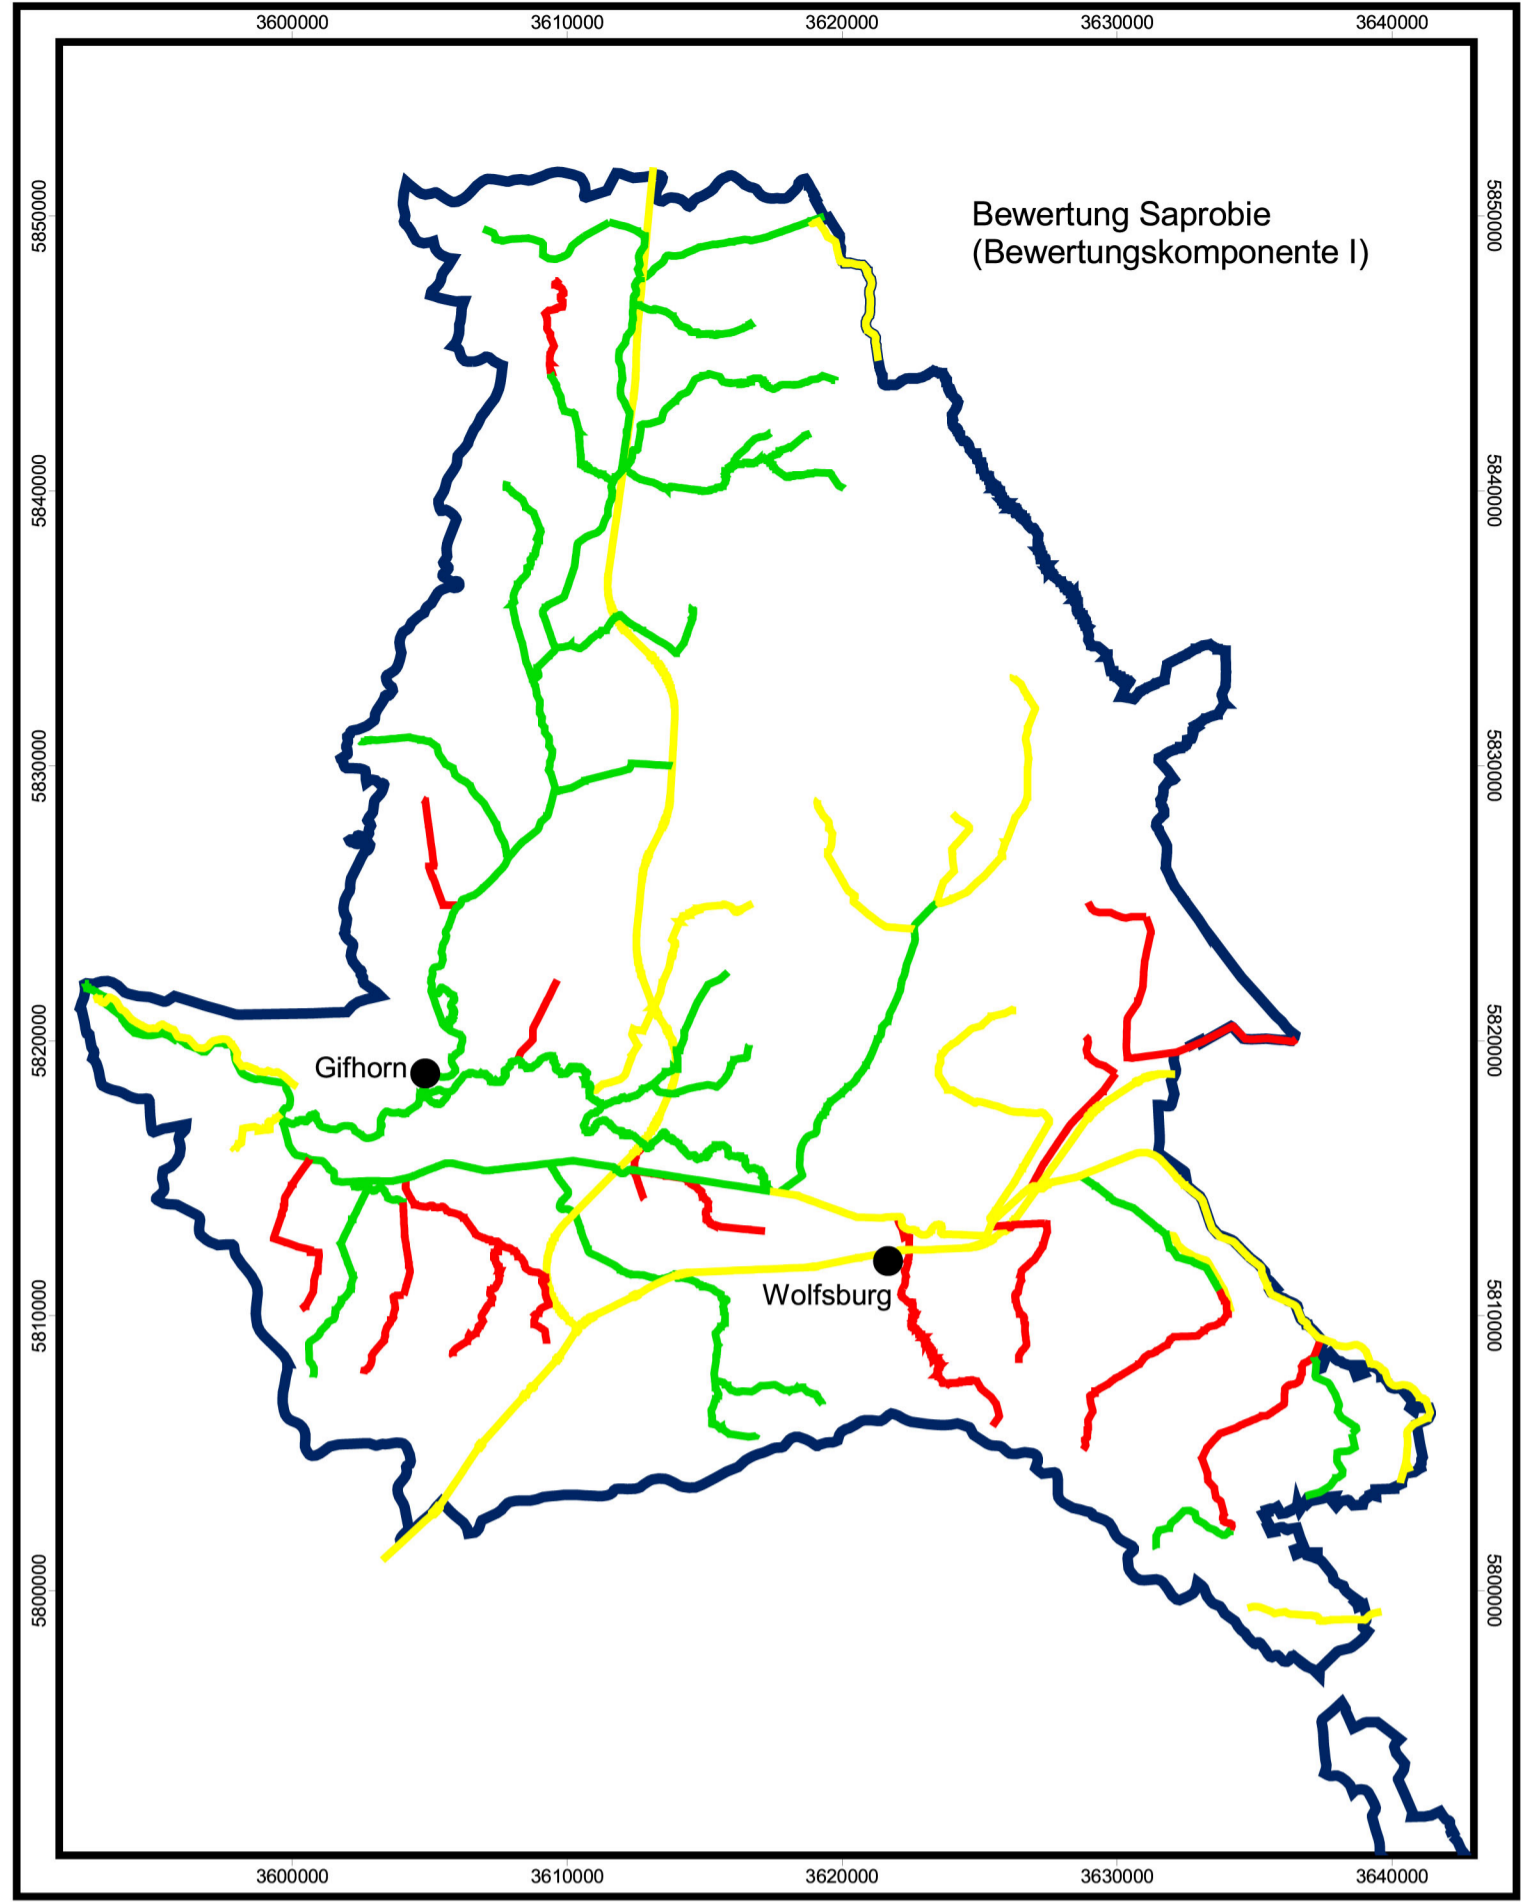 3600000 3610000 3620000 3630000 3640000
5850000 5850000
Bewertung Saprobie
(Bewertungskomponente I)
5840000 5840000
5830000 5830000
5820000 5820000
Gifhorn
Wolfsburg
5810000 5810000
5800000 5800000
3600000 3610000 3620000 3630000 3640000